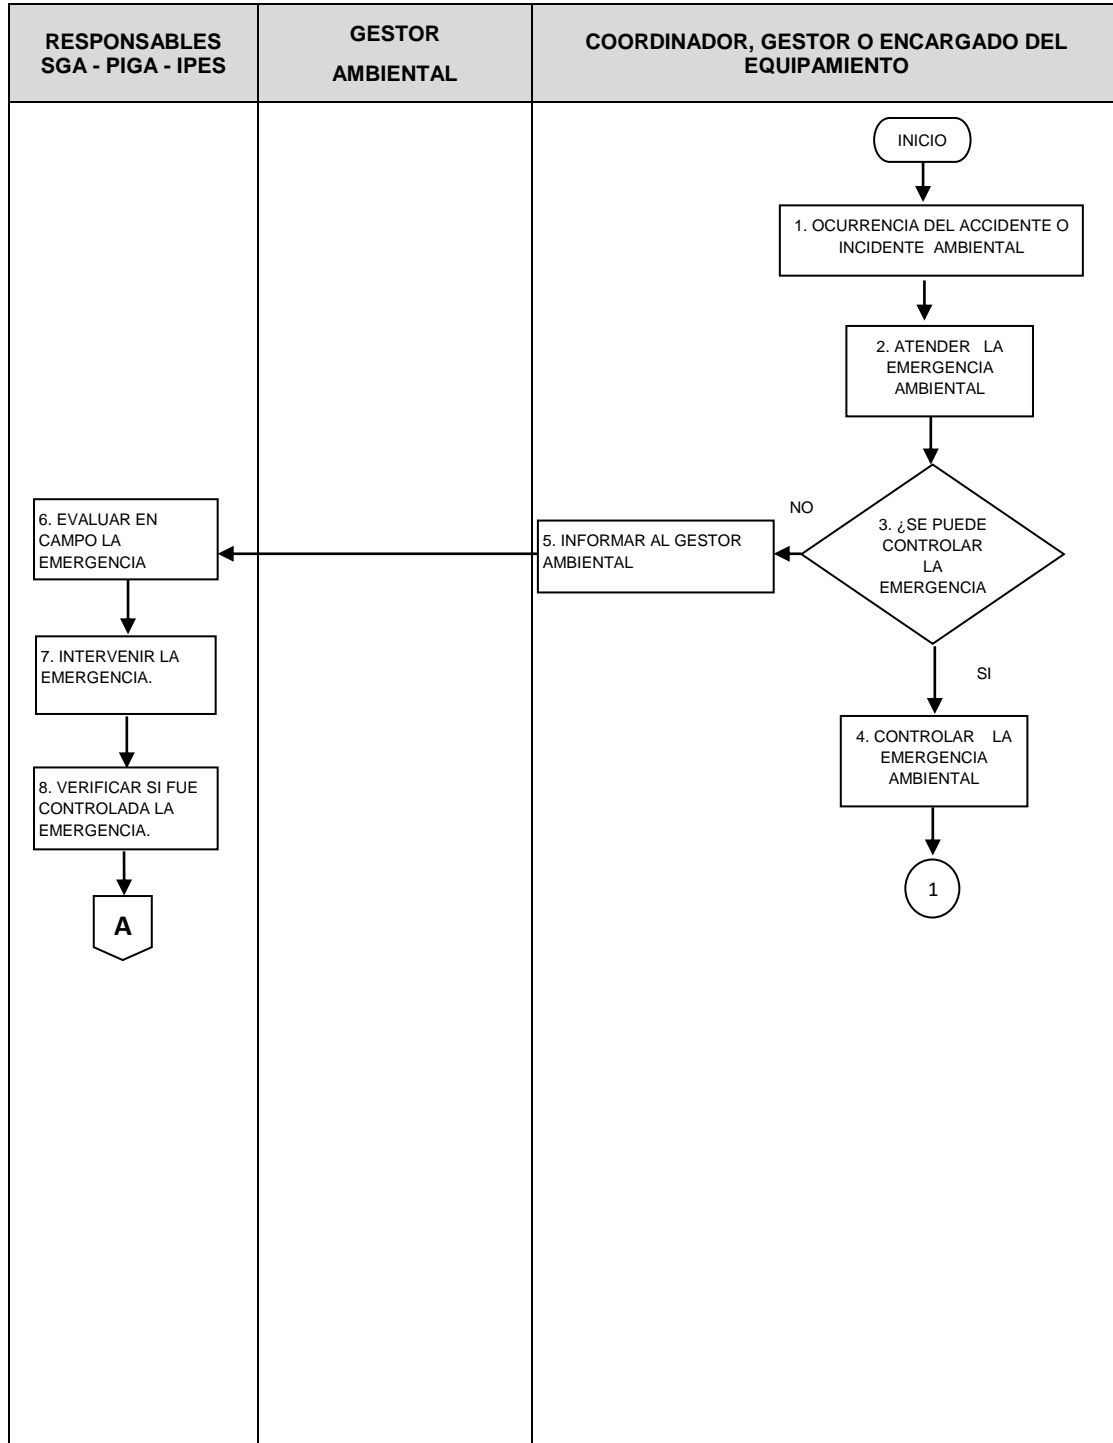 RESPONSABLES
SGA - PIGA - IPES
GESTOR
AMBIENTAL
COORDINADOR, GESTOR O ENCARGADO DEL
EQUIPAMIENTO
INICIO
1. OCURRENCIA DEL ACCIDENTE O
INCIDENTE AMBIENTAL
2. ATENDER LA
EMERGENCIA
AMBIENTAL
3. ¿SE PUEDE
CONTROLAR
LA
EMERGENCIA
NO
5. INFORMAR AL GESTOR
AMBIENTAL
6. EVALUAR EN
CAMPO LA
EMERGENCIA
7. INTERVENIR LA
EMERGENCIA.
8. VERIFICAR SI FUE
CONTROLADA LA
EMERGENCIA.
A
SI
4. CONTROLAR LA
EMERGENCIA
AMBIENTAL
1